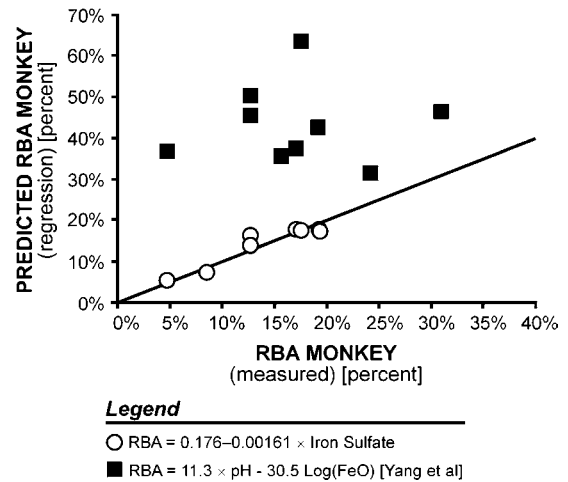 70%
60%
50%
40%
30%
20%
10%
0%
PREDICTED RBA MONKEY
(regression) [percent]
0% 5% 10% 15% 20% 25% 30% 35% 40%
RBA MONKEY
(measured) [percent]
Legend
RBA = 0.176–0.00161 × Iron Sulfate
RBA = 11.3 × pH - 30.5 Log(FeO) [Yang et al]